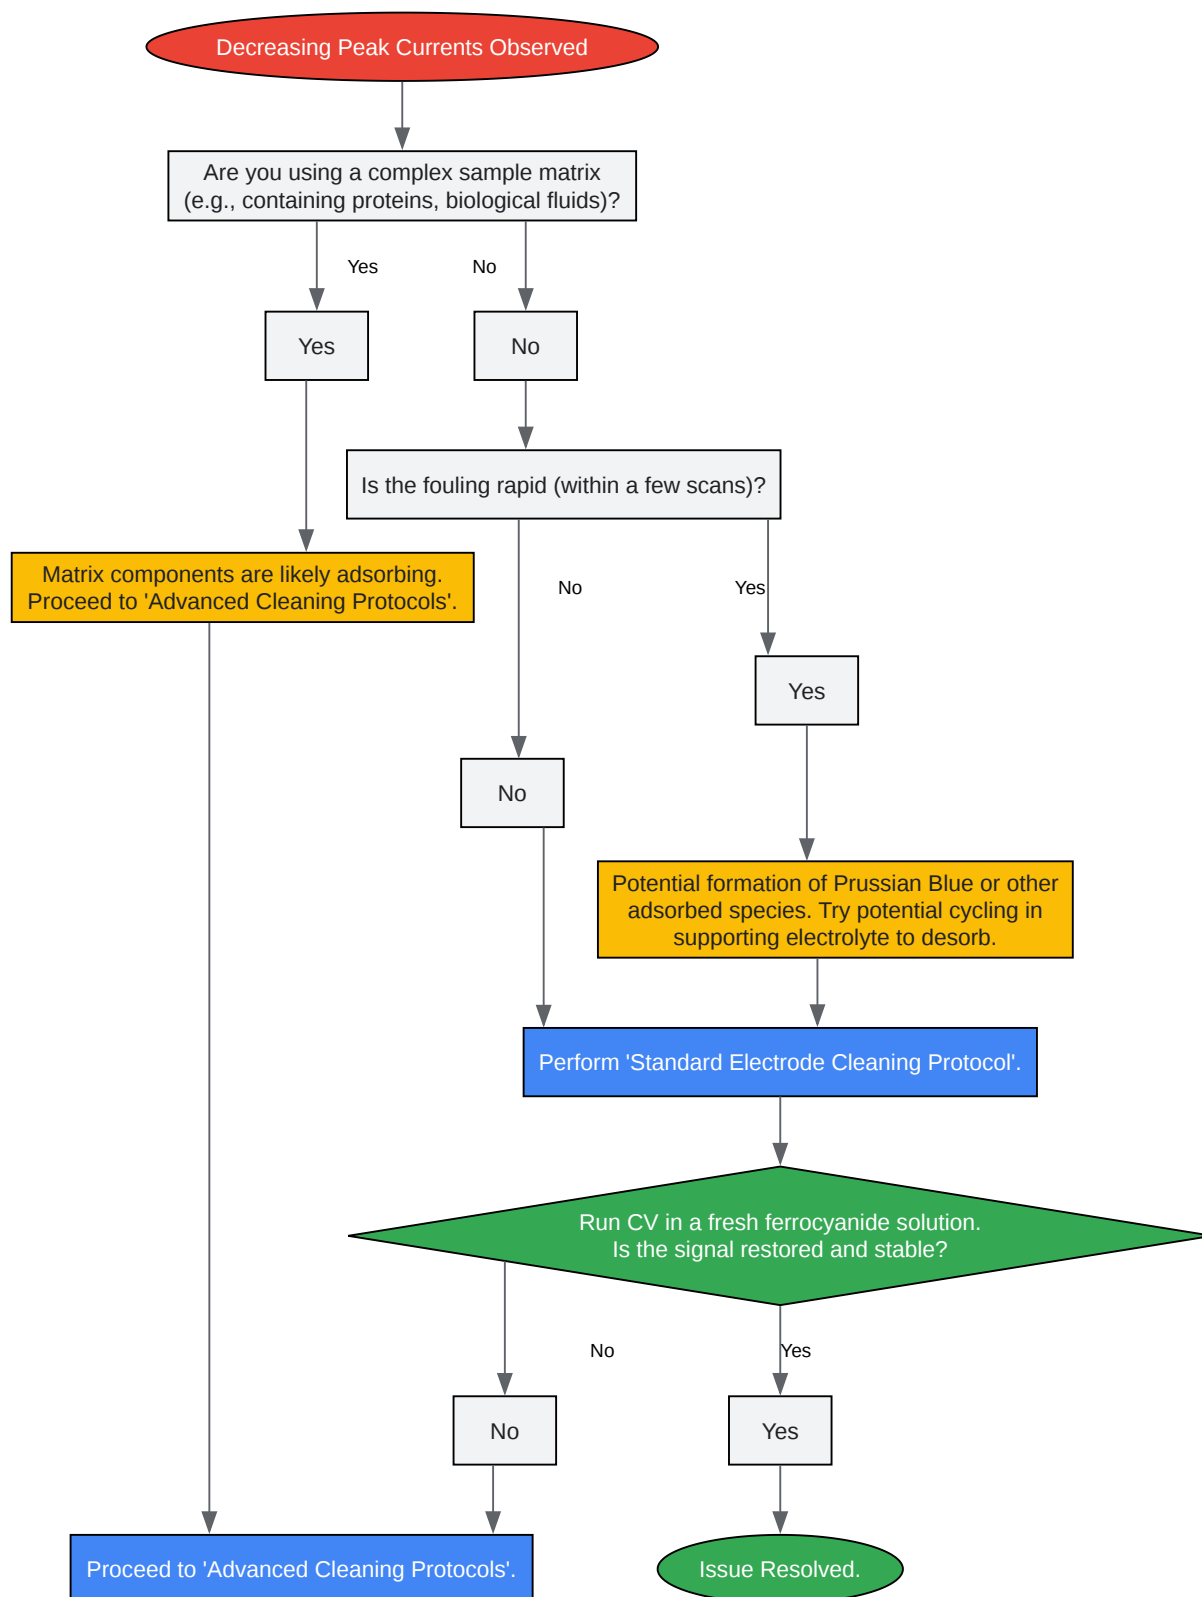 Decreasing Peak Currents Observed
Are you using a complex sample matrix
(e.g., containing proteins, biological fluids)?
Yes
No
Yes
No
Is the fouling rapid (within a few scans)?
Matrix components are likely adsorbing.
Proceed to 'Advanced Cleaning Protocols'.
No
Yes
Yes
No
Potential formation of Prussian Blue or other
adsorbed species. Try potential cycling in
supporting electrolyte to desorb.
Perform 'Standard Electrode Cleaning Protocol'.
Run CV in a fresh ferrocyanide solution.
Is the signal restored and stable?
No
Yes
No
Yes
Proceed to 'Advanced Cleaning Protocols'.
Issue Resolved.